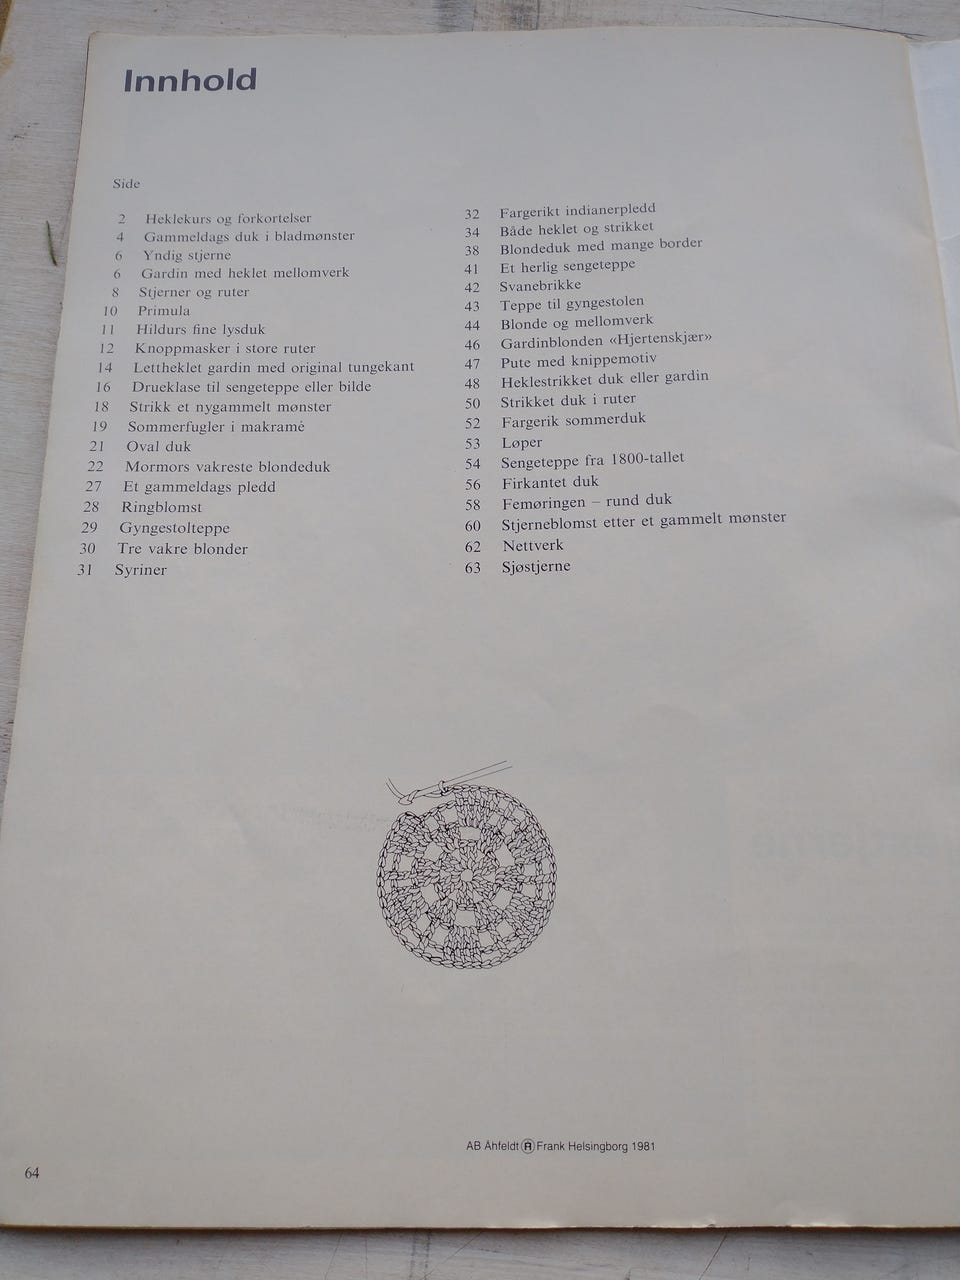 Innhold
Side
2 Heklekurs og forkortelser
4 Gammeldags duk i bladmønster
6 Yndig stjerne
6 Gardin med heklet mellomverk
8 Stjerner og ruter
10 Primula
11 Hildurs fine lysduk
12 Knoppmasker i store ruter
14 Lettheklet gardin med original tungekant
16 Drueklase til sengeteppe eller bilde
18 Strikk et nygammelt mønster
19 Sommerfugler i makramé
21 Oval duk
22 Mormors vakreste blondeduk
27 Et gammeldags pledd
28 Ringblomst
29 Gyngestolteppe
30 Tre vakre blonder
31 Syriner
32 Fargerikt indianerpledd
34 Både heklet og strikket
38 Blondeduk med mange border
41 Et herlig sengeteppe
42 Svanebrikke
43 Teppe til gyngestolen
44 Blonde og mellomverk
46 Gardinblonden «Hjertenskjær»
47 Pute med knippemotiv
48 Heklestrikket duk eller gardin
50 Strikket duk i ruter
52 Fargerik sommerduk
53 Løper
54 Sengeteppe fra 1800-tallet
56 Firkantet duk
58 Femøringen – rund duk
60 Stjerneblomst etter et gammelt mønster
62 Nettverk
63 Sjøstjerne
AB Åhfeldt Frank Helsingborg 1981
64